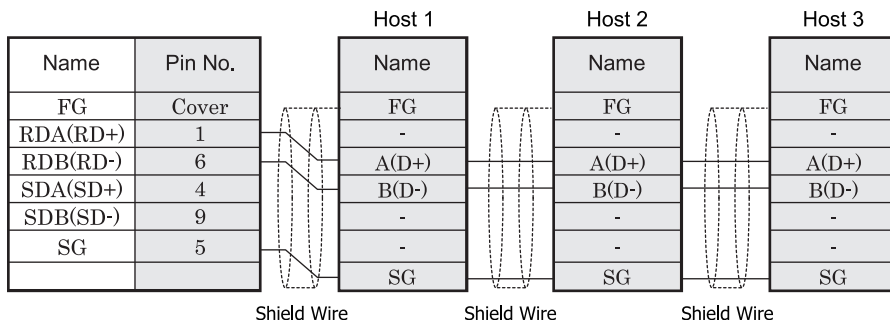 Host 1 Host 2 Host 3
Name Pin No. Name Name Name
FG Cover FG FG FG
RDA(RD+) 1 - - -
RDB(RD-) 6 A(D+) A(D+) A(D+)
SDA(SD+) 4 B(D-) B(D-) B(D-)
SDB(SD-) 9 - - -
SG 5 - - -
SG SG SG
Shield Wire Shield Wire Shield Wire